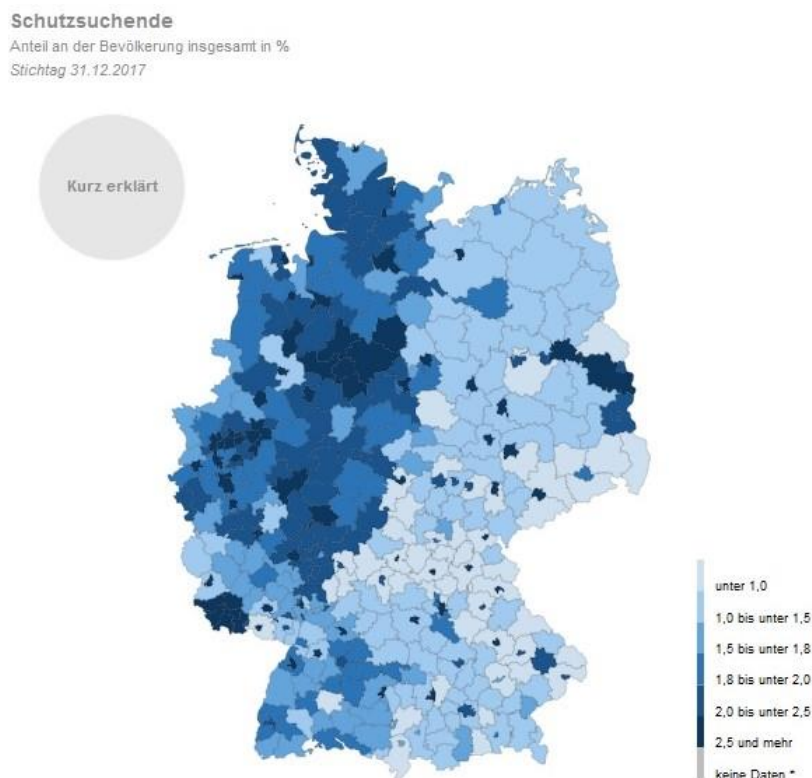 Schutzsuchende
Anteil an der Bevölkerung insgesamt in %
Stichtag 31.12.2017
Kurz erklärt
unter 1,0
1,0 bis unter 1,5
1,5 bis unter 1,8
1,8 bis unter 2,0
2,0 bis unter 2,5
2,5 und mehr
keine Daten *